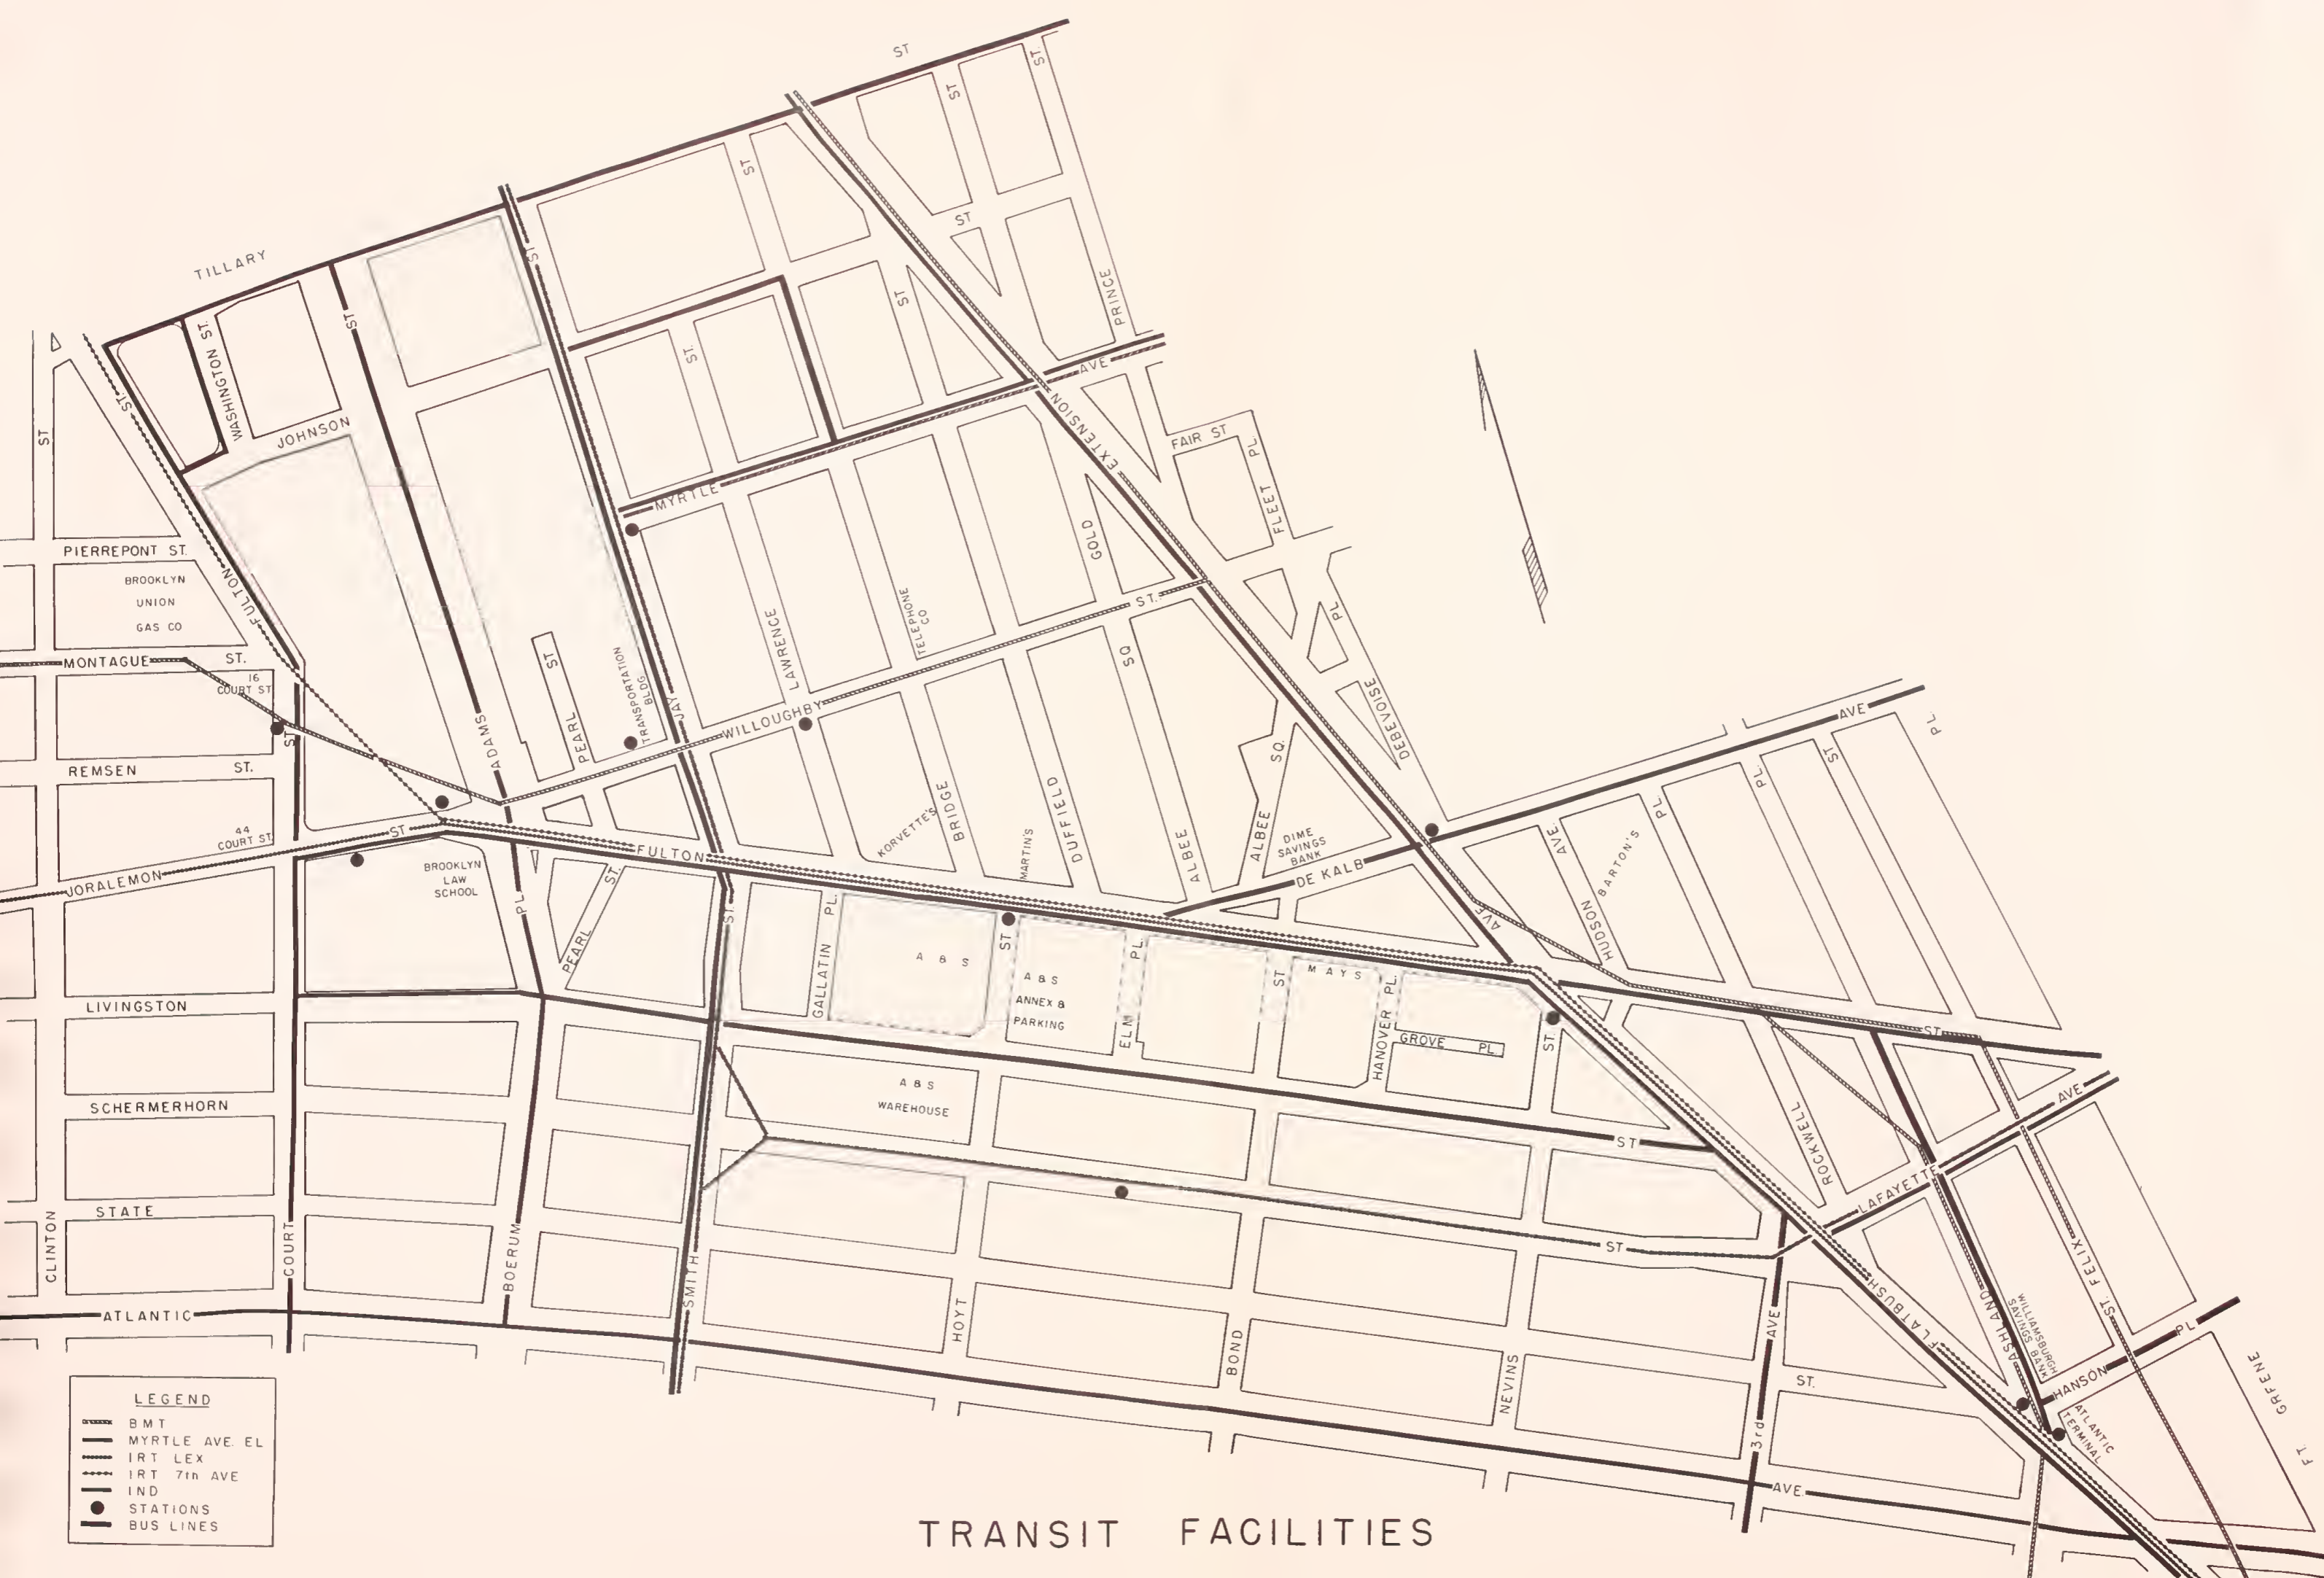 ST
ST.
ST
ST
ST
ST
TILLARY
PRINCE
ST
ST
ST.
ST.
WASHINGTON
ST.
ST
JOHNSON
AVE
EXTENSION
FAIR ST
PL
FLEET
MYRTLE
GOLD
PIERREPONT ST.
BROOKLYN
UNION
GAS CO
FULTON
MONTAGUE
ST.
16
COURT ST
ST
REMSEN
ST.
44
COURT ST.
JORALEMON
ST
ADAMS
ST
PEARL
TRANSPORTATION
BLDG
JAY
LAWRENCE
TELEPHONE
CO
ST.
WILLOUGHBY
SQ
PL
DEBEVOISE
KORVETTE'S
BRIDGE
MARTIN'S
DUFFIELD
ALBEE
ALBEE
SQ.
DIME
SAVINGS
BANK
DE KALB
AVE
PL.
ST
PL
PL
AVE
HUDSON
BARTON'S
AVE
FULTON
BROOKLYN
LAW
SCHOOL
PL
PEARL
ST.
ST.
GALLATIN
PL.
A & S
ST
A & S
ANNEX &
PARKING
ELM
PL
ST
MAYS
HANOVER
PL.
GROVE PL
ST
ST
LIVINGSTON
A & S
WAREHOUSE
ST
ROCKWELL
LAFAYETTE
AVE
SCHERMERHORN
ST
STATE
CLINTON
COURT
BOERUM
SMITH
HOYT
BOND
NEVINS
3rd
AVE
ST.
FLATBUSH
ASHLAND
WILLIAMSBURGH
SAVINGS BANK
FELIX
ST.
HANSON
PL
ATLANTIC
TERMINAL
GREENE
FT.
ATLANTIC
AVE.
LEGEND
BMT
MYRTLE AVE. EL
IRT LEX
IRT 7th AVE
IND
STATIONS
BUS LINES
TRANSIT FACILITIES